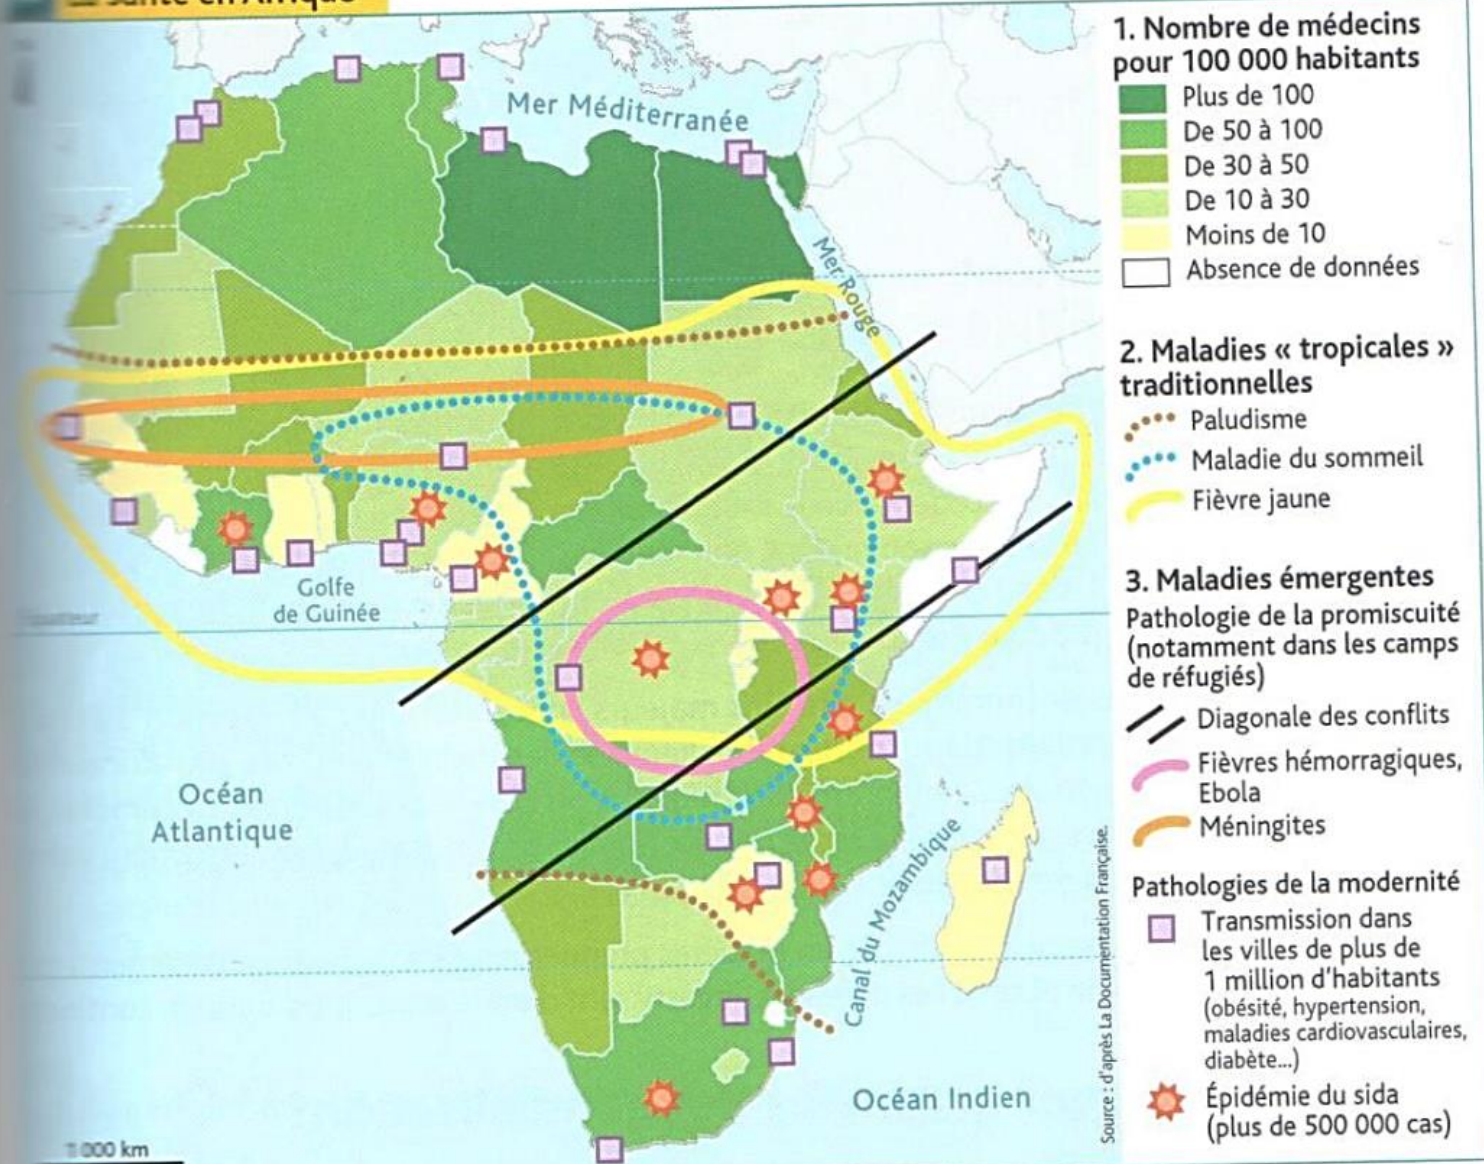 Santé en Afrique
Mer Méditerranée
Mer Rouge
Golfe
de Guinée
Océan
Atlantique
Canal du Mozambique
Océan Indien
000 km
1. Nombre de médecins
pour 100 000 habitants
Plus de 100
De 50 à 100
De 30 à 50
De 10 à 30
Moins de 10
Absence de données
2. Maladies « tropicales »
traditionnelles
Paludisme
Maladie du sommeil
Fièvre jaune
3. Maladies émergentes
Pathologie de la promiscuité
(notamment dans les camps
de réfugiés)
Diagonale des conflits
Fièvres hémorragiques,
Ebola
Méningites
Pathologies de la modernité
Transmission dans
les villes de plus de
1 million d'habitants
(obésité, hypertension,
maladies cardiovasculaires,
diabète...)
Épidémie du sida
(plus de 500 000 cas)
Source : d'après La Documentation Française.